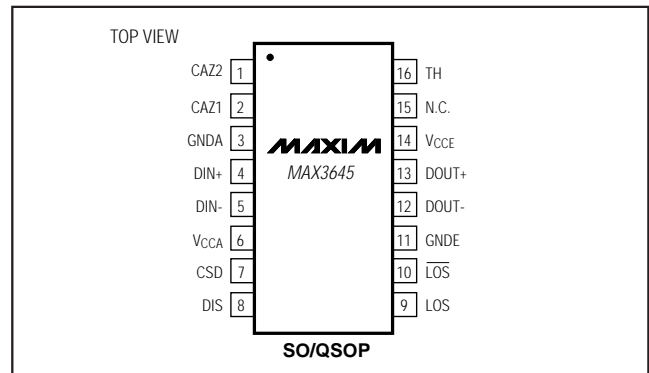 TOP VIEW
CAZ2 1
CAZ1 2
GNDA 3
DIN+ 4
DIN- 5
VCCA 6
CSD 7
DIS 8
MAXIM
MAX3645
16 TH
15 N.C.
14 VCCE
13 DOUT+
12 DOUT-
11 GNDE
10 L̅O̅S̅
9 LOS
SO/QSOP